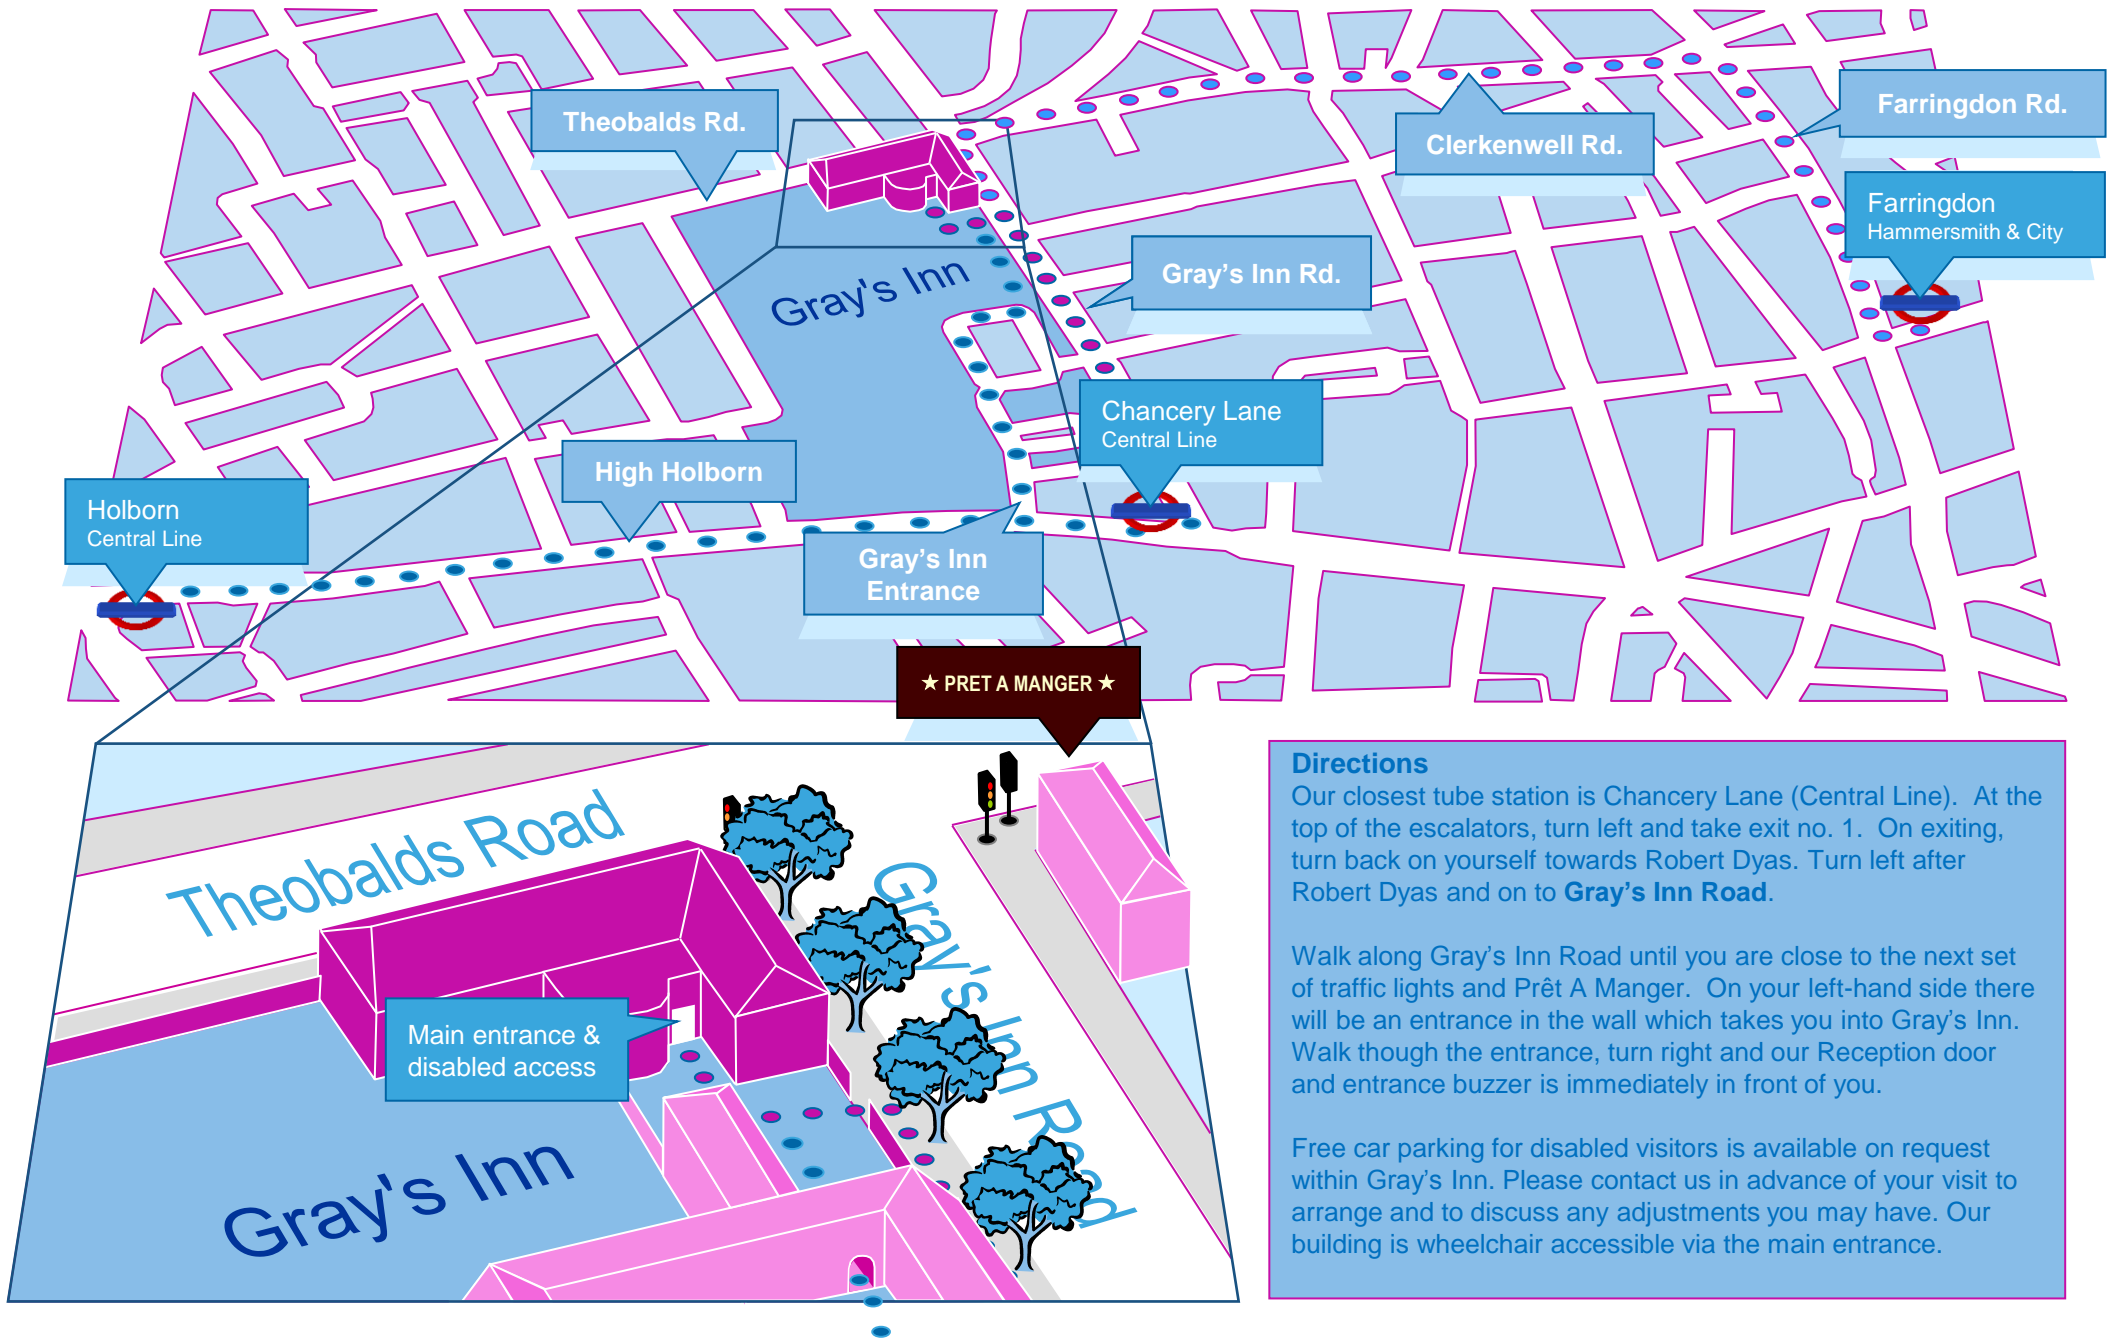 Theobalds Rd.
Clerkenwell Rd.
Farringdon Rd.
Farringdon
Hammersmith & City
Gray's Inn
Gray’s Inn Rd.
Chancery Lane
Central Line
High Holborn
Holborn
Central Line
Gray’s Inn
Entrance
★ PRET A MANGER ★
Theobalds Road
Gray's Inn Road
Main entrance &
disabled access
Gray's Inn
Directions
Our closest tube station is Chancery Lane (Central Line).  At the
top of the escalators, turn left and take exit no. 1.  On exiting,
turn back on yourself towards Robert Dyas. Turn left after
Robert Dyas and on to Gray’s Inn Road.
Walk along Gray’s Inn Road until you are close to the next set
of traffic lights and Prêt A Manger.  On your left-hand side there
will be an entrance in the wall which takes you into Gray’s Inn.
Walk though the entrance, turn right and our Reception door
and entrance buzzer is immediately in front of you.
Free car parking for disabled visitors is available on request
within Gray’s Inn. Please contact us in advance of your visit to
arrange and to discuss any adjustments you may have. Our
building is wheelchair accessible via the main entrance.